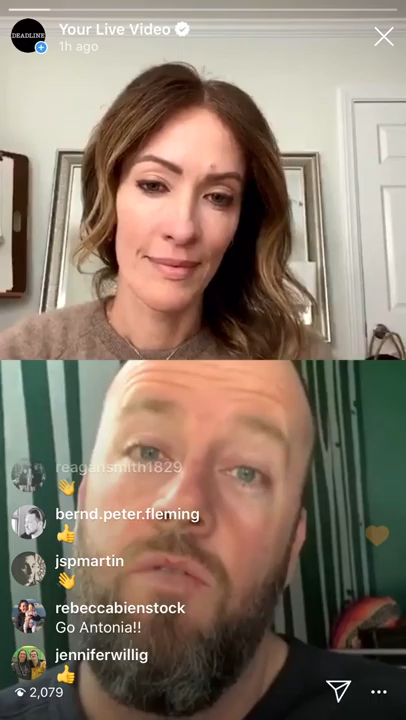 DEADLINE
Your Live Video
1h ago
reagansmith1829
👋
bernd.peter.fleming
👍
jspmartin
👋
rebeccabienstock
Go Antonia!!
jenniferwillig
👍
2,079